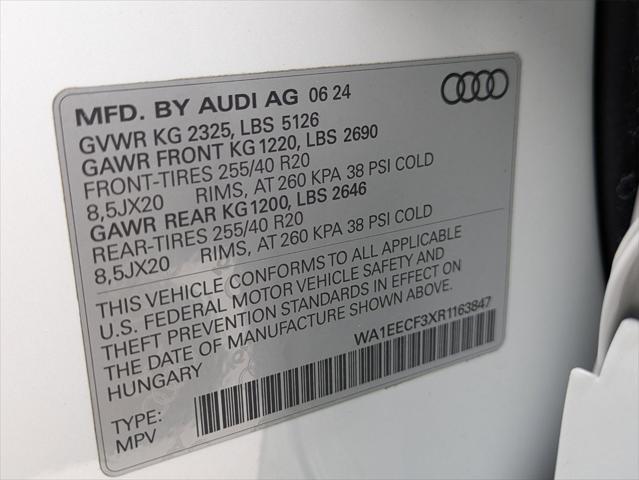 MFD. BY AUDI AG 06 24
GVWR KG 2325, LBS 5126
GAWR FRONT KG 1220, LBS 2690
FRONT-TIRES 255/40 R20
8,5JX20 RIMS, AT 260 KPA 38 PSI COLD
GAWR REAR KG 1200, LBS 2646
REAR-TIRES 255/40 R20
8,5JX20 RIMS, AT 260 KPA 38 PSI COLD
THIS VEHICLE CONFORMS TO ALL APPLICABLE
U.S. FEDERAL MOTOR VEHICLE SAFETY AND
THEFT PREVENTION STANDARDS IN EFFECT ON
THE DATE OF MANUFACTURE SHOWN ABOVE.
HUNGARY WA1EECF3XR1163847
TYPE:
MPV